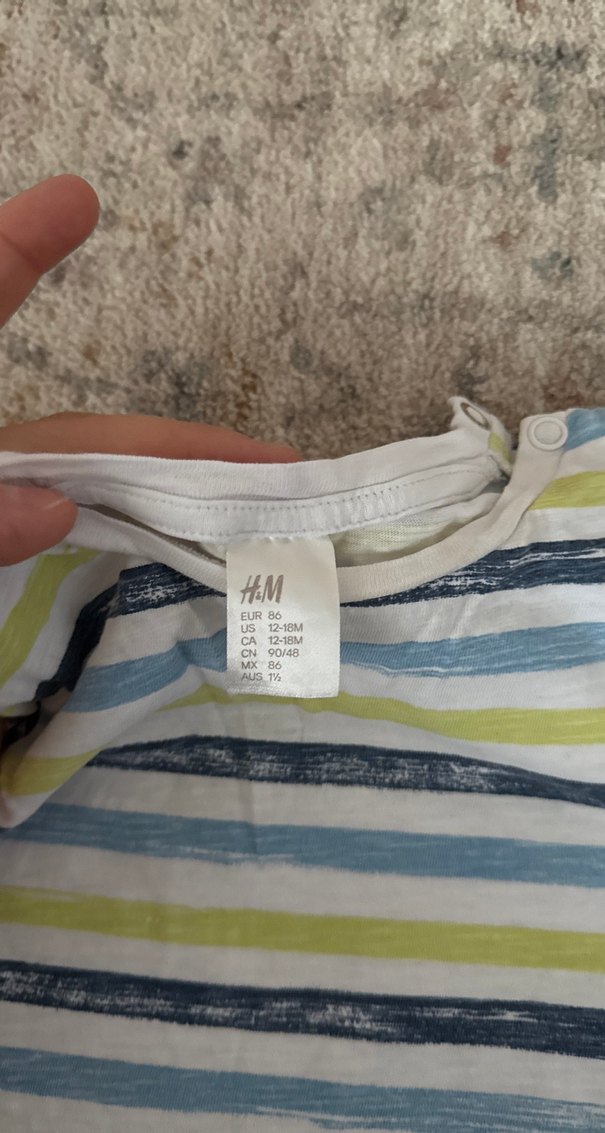 H&M
EUR 86
US 12-18M
CA 12-18M
CN 90/48
MX 86
AUS 1½